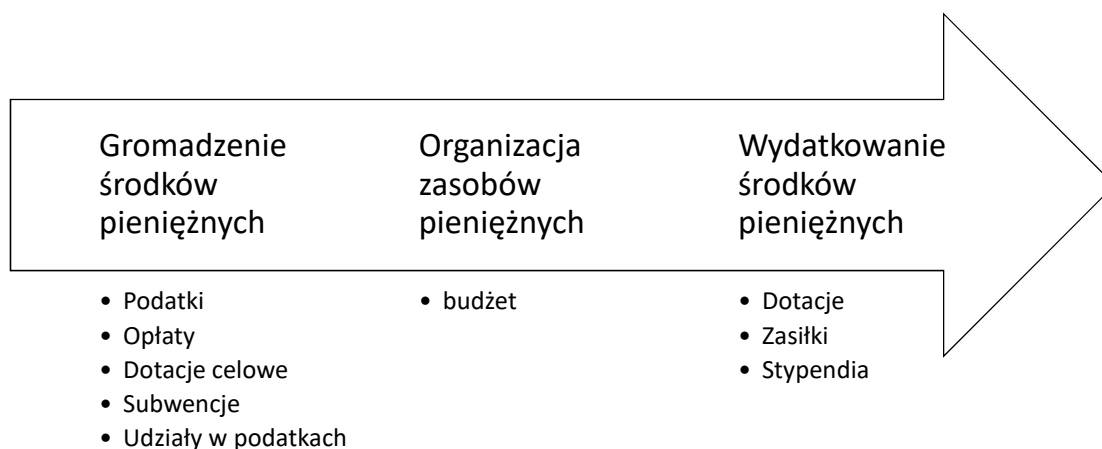 Gromadzenie
środków
pieniężnych
• Podatki
• Opłaty
• Dotacje celowe
• Subwencje
• Udziały w podatkach
Organizacja
zasobów
pieniężnych
• budżet
Wydatkowanie
środków
pieniężnych
• Dotacje
• Zasiłki
• Stypendia